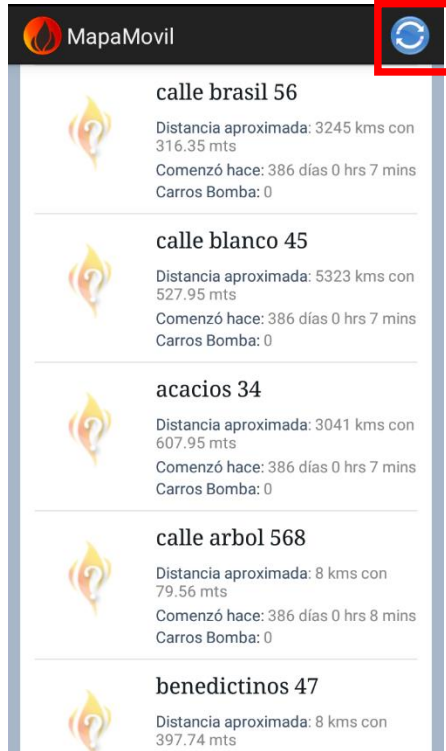 MapaMovil
calle brasil 56
Distancia aproximada: 3245 kms con
316.35 mts
Comenzó hace: 386 días 0 hrs 7 mins
Carros Bomba: 0
calle blanco 45
Distancia aproximada: 5323 kms con
527.95 mts
Comenzó hace: 386 días 0 hrs 7 mins
Carros Bomba: 0
acacios 34
Distancia aproximada: 3041 kms con
607.95 mts
Comenzó hace: 386 días 0 hrs 7 mins
Carros Bomba: 0
calle arbol 568
Distancia aproximada: 8 kms con
79.56 mts
Comenzó hace: 386 días 0 hrs 8 mins
Carros Bomba: 0
benedictinos 47
Distancia aproximada: 8 kms con
397.74 mts